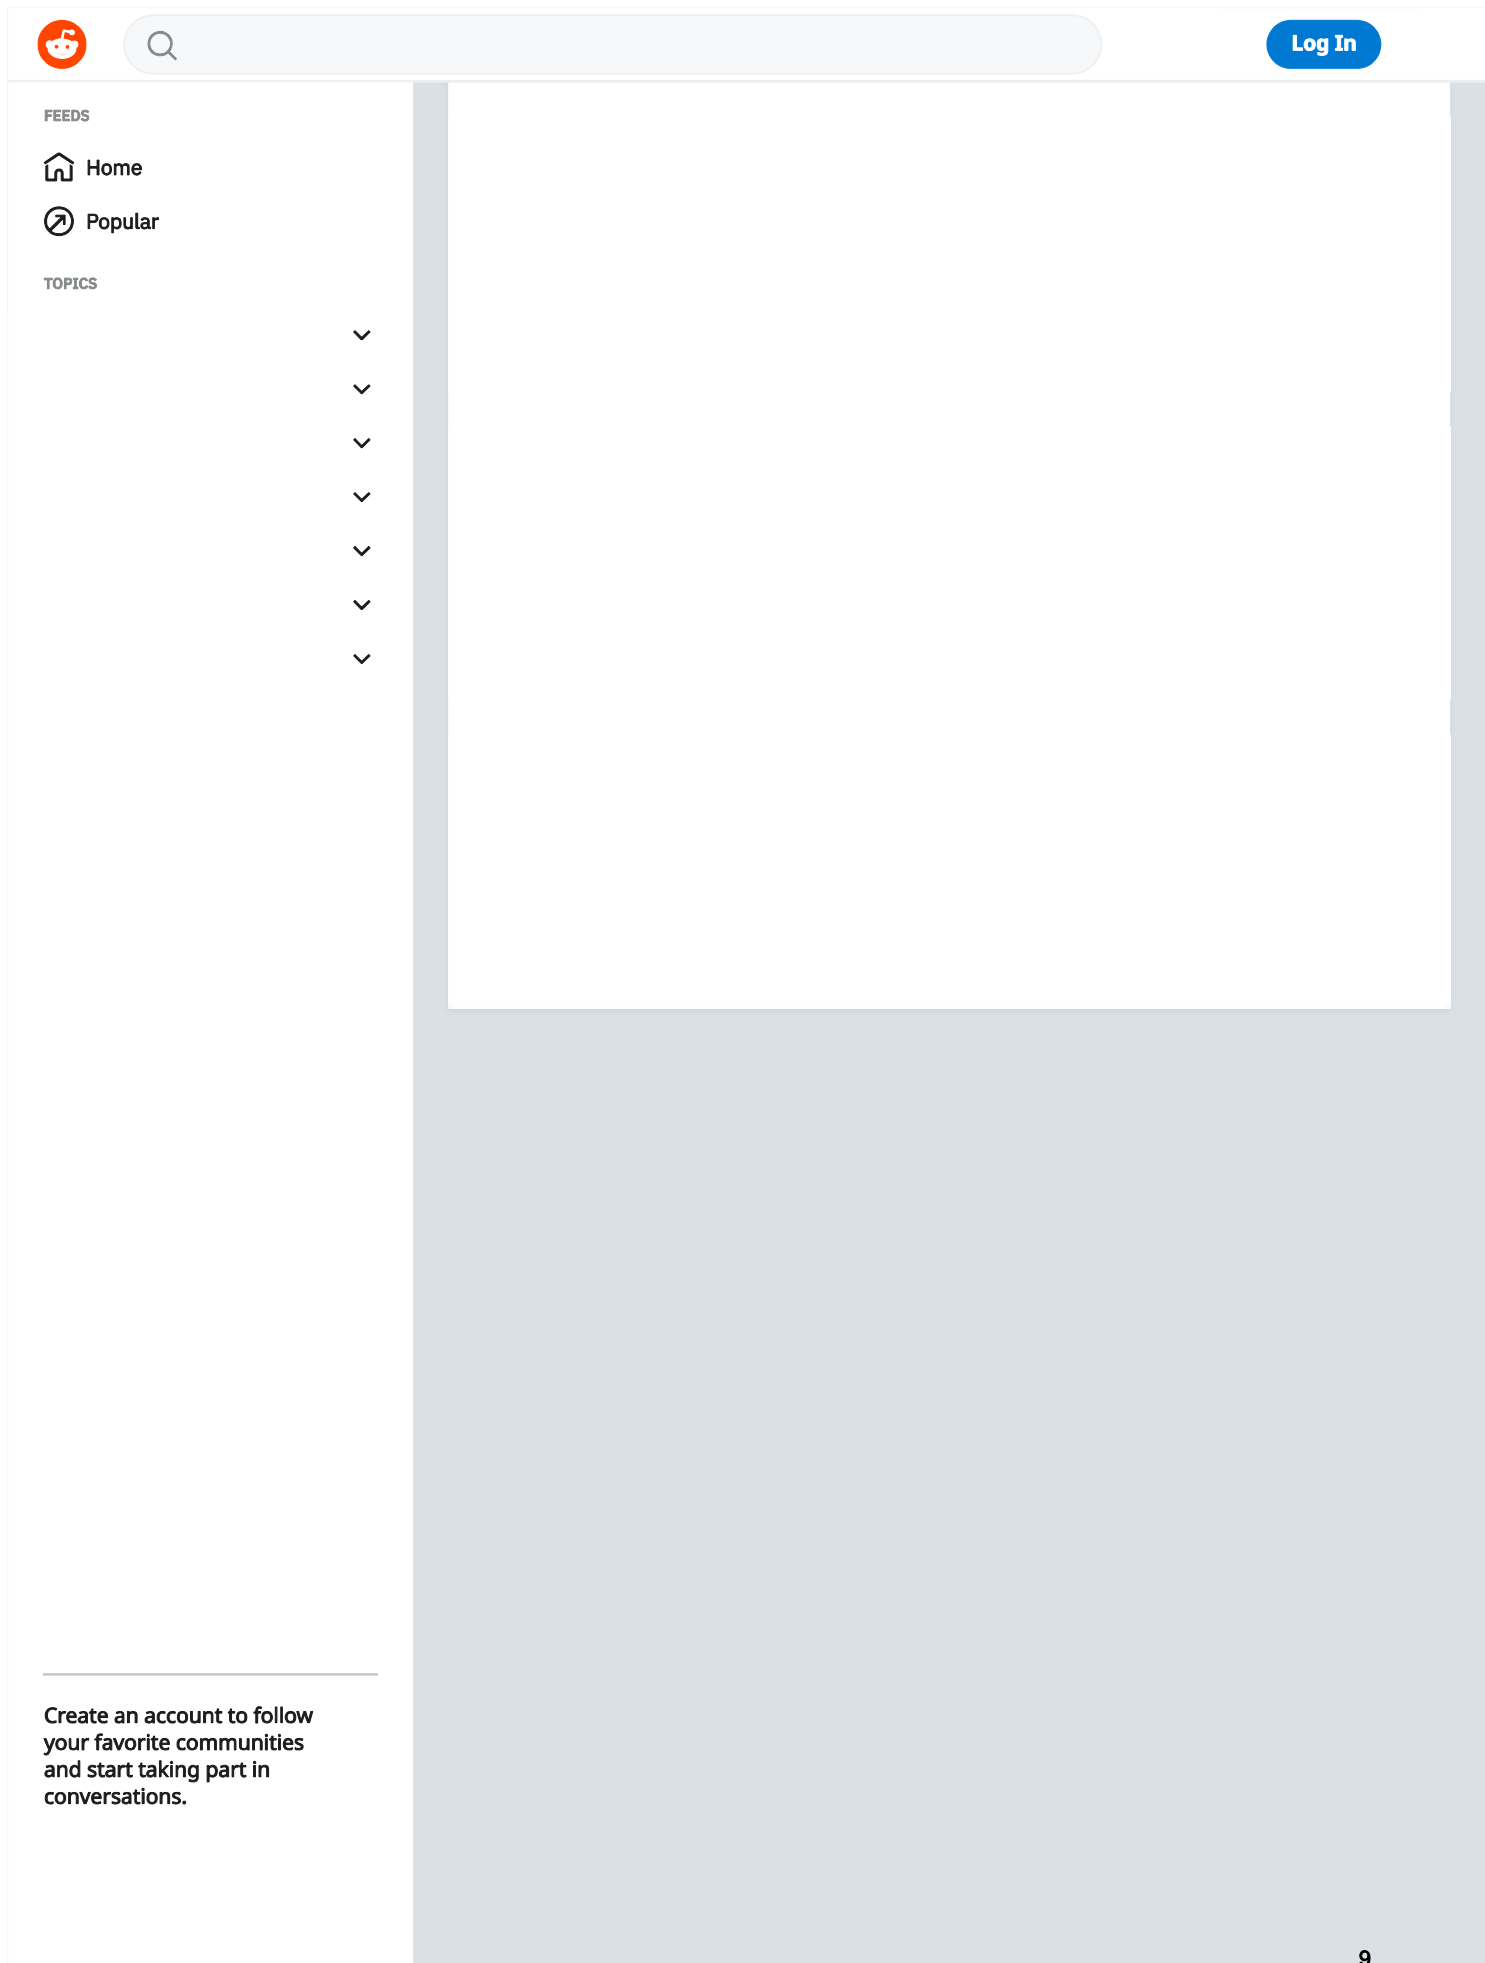 Log In
FEEDS
Home
Popular
TOPICS
Create an account to follow
your favorite communities
and start taking part in
conversations.
9